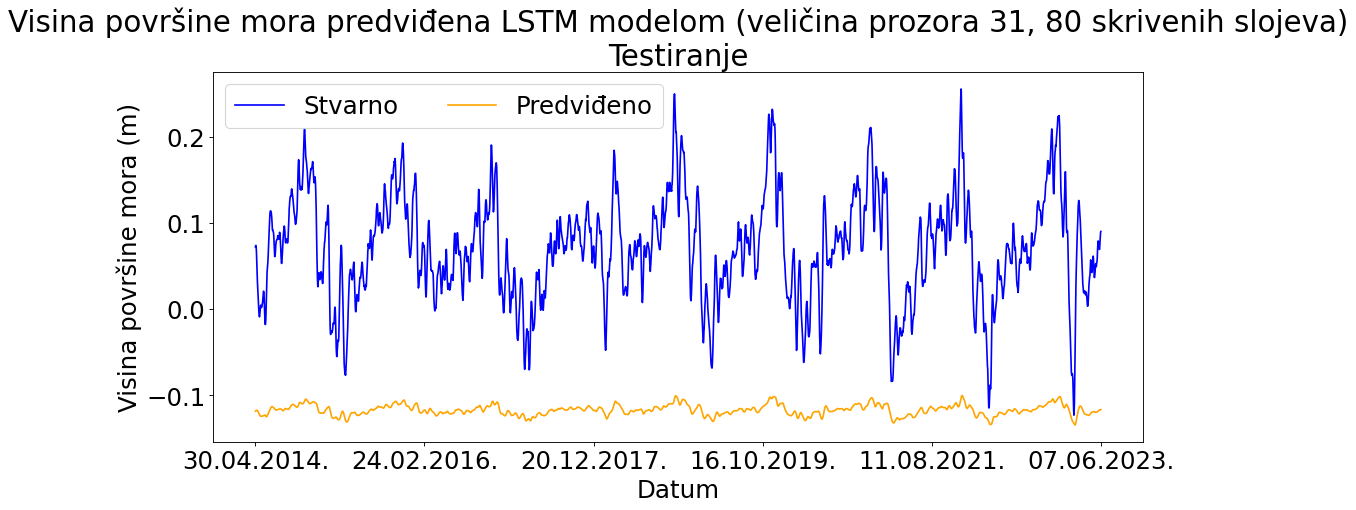 Visina površine mora predviđena LSTM modelom (veličina prozora 31, 80 skrivenih slojeva)
Testiranje
Stvarno
Predviđeno
Visina površine mora (m)
0.2
0.1
0.0
−0.1
30.04.2014.
24.02.2016.
20.12.2017.
16.10.2019.
11.08.2021.
07.06.2023.
Datum